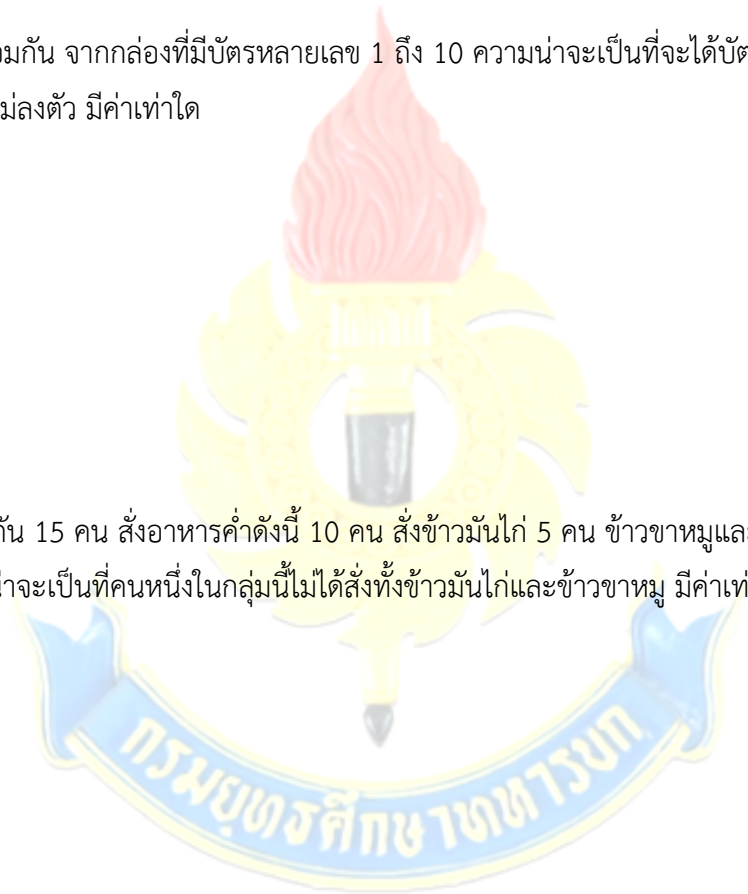 อมกัน จากกล่องที่มีบัตรหลายเลข 1 ถึง 10 ความน่าจะเป็นที่จะได้บัต
ม่ลงตัว มีค่าเท่าใด
กัน 15 คน สั่งอาหารค่ำดังนี้ 10 คน สั่งข้าวมันไก่ 5 คน ข้าวขาหมูและ
น่าจะเป็นที่คนหนึ่งในกลุ่มนี้ไม่ได้สั่งทั้งข้าวมันไก่และข้าวขาหมู มีค่าเท่
กรมยุทธศึกษาทหารบก